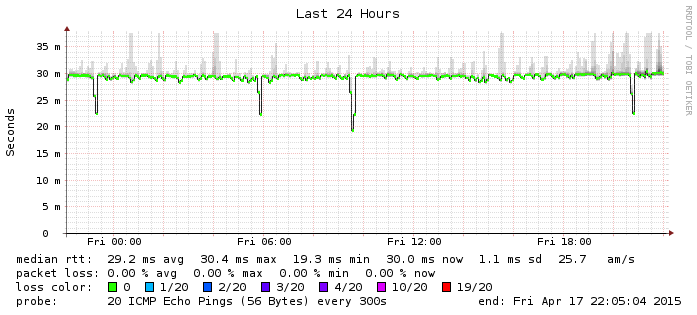 Last 24 Hours
RRDTOOL / TOBI OETIKER
Seconds
35 m
30 m
25 m
20 m
15 m
10 m
5 m
0
Fri 00:00 Fri 06:00 Fri 12:00 Fri 18:00
median rtt: 29.2 ms avg 30.4 ms max 19.3 ms min 30.0 ms now 1.1 ms sd 25.7 am/s
packet loss: 0.00 % avg 0.00 % max 0.00 % min 0.00 % now
loss color: 0 1/20 2/20 3/20 4/20 10/20 19/20
probe: 20 ICMP Echo Pings (56 Bytes) every 300s end: Fri Apr 17 22:05:04 2015